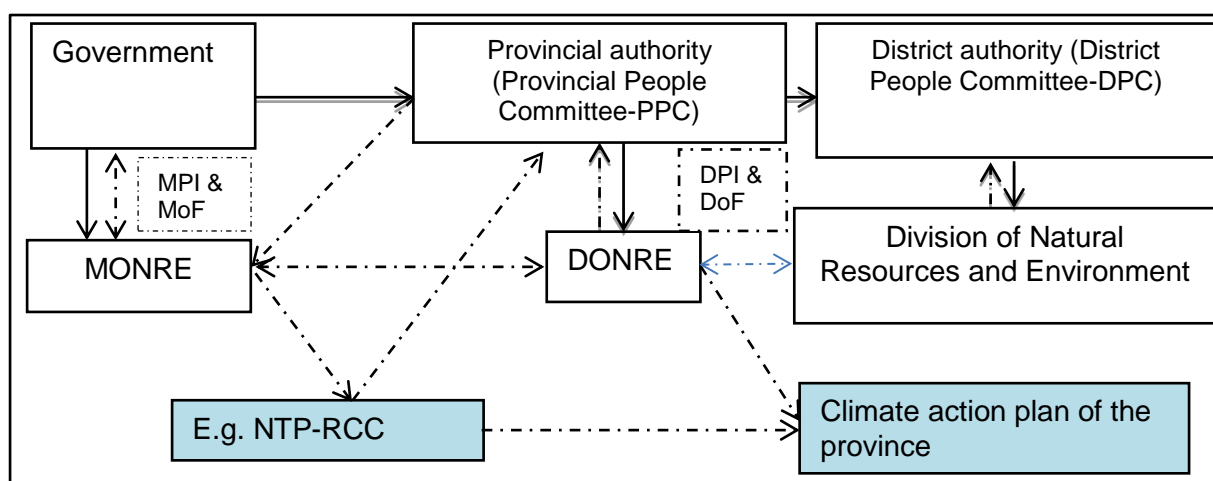 Government
Provincial authority
(Provincial People
Committee-PPC)
District authority (District
People Committee-DPC)
MPI &
MoF
DPI &
DoF
MONRE
DONRE
Division of Natural
Resources and Environment
E.g. NTP-RCC
Climate action plan of the
province